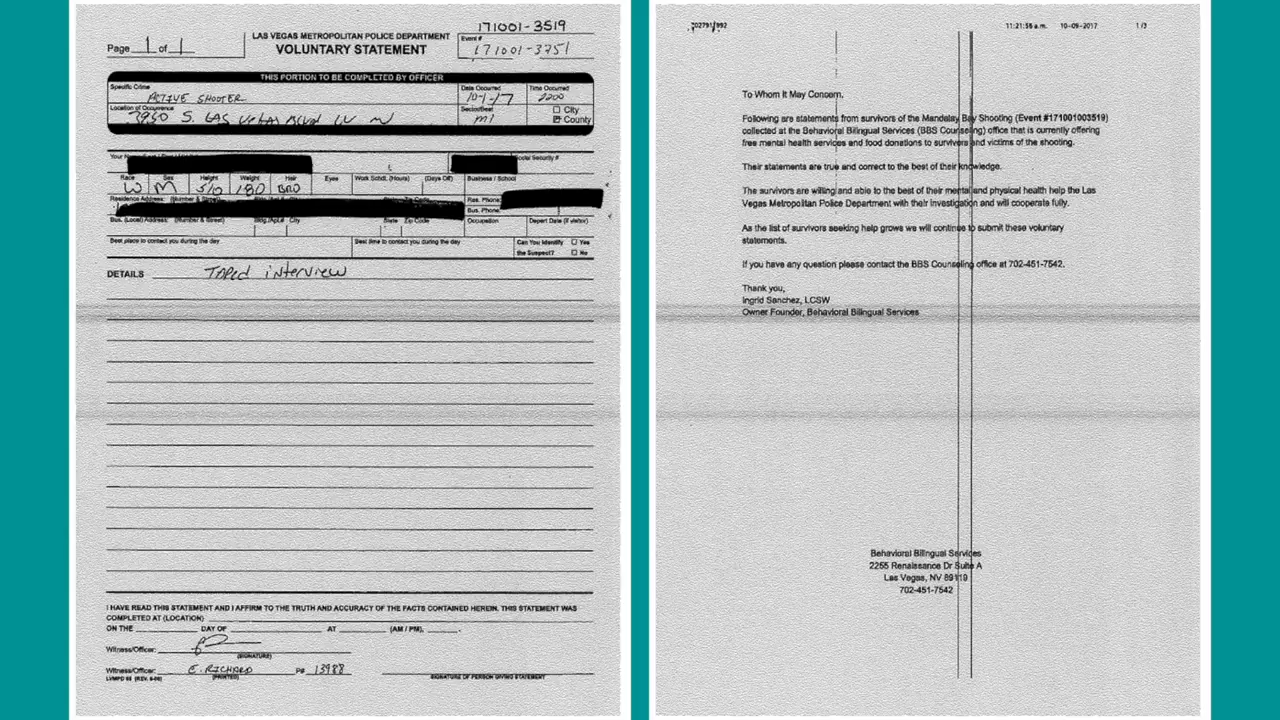 171001-3519
Page 1 of 1
LAS VEGAS METROPOLITAN POLICE DEPARTMENT
VOLUNTARY STATEMENT
Event #
171001-3751
THIS PORTION TO BE COMPLETED BY OFFICER
Specific Crime
ACTIVE SHOOTER
Date Occurred
10-1-17
Time Occurred
2200
Location of Occurrence
3950 S. LAS VEGAS BLVD LV NV
Sector/Beat
M1
City
County
Social Security #
Race Sex Height Weight Hair Eyes Work Schdl. (Hours) (Days Off) Business / School
W M 510 180 BRO
Residence Address: (Number & Street)
Res. Phone:
Bus. Phone:
Bus. (Local) Address: (Number & Street) Bldg./Apt.# City State Zip Code Occupation Depart Date (if visitor)
Best place to contact you during the day Best time to contact you during the day Can You Identify Yes
the Suspect? No
DETAILS Taped interview
I HAVE READ THIS STATEMENT AND I AFFIRM TO THE TRUTH AND ACCURACY OF THE FACTS CONTAINED HEREIN. THIS STATEMENT WAS
COMPLETED AT (LOCATION)
ON THE DAY OF AT (AM / PM), .
Witness/Officer:
(SIGNATURE)
Witness/Officer: E. RICHARD P# 13988
(PRINTED)
SIGNATURE OF PERSON GIVING STATEMENT
11:21:56 a.m. 10-09-2017
To Whom It May Concern,
Following are statements from survivors of the Mandalay Bay Shooting (Event #171001003519)
collected at the Behavioral Bilingual Services (BBS Counseling) office that is currently offering
free mental health services and food donations to survivors and victims of the shooting.
Their statements are true and correct to the best of their knowledge.
The survivors are willing and able to the best of their mental and physical health help the Las
Vegas Metropolitan Police Department with their investigation and will cooperate fully.
As the list of survivors seeking help grows we will continue to submit these voluntary
statements.
If you have any question please contact the BBS Counseling office at 702-451-7542.
Thank you,
Ingrid Sanchez, LCSW
Owner Founder, Behavioral Bilingual Services
Behavioral Bilingual Services
2255 Renaissance Dr Suite A
Las Vegas, NV 89119
702-451-7542